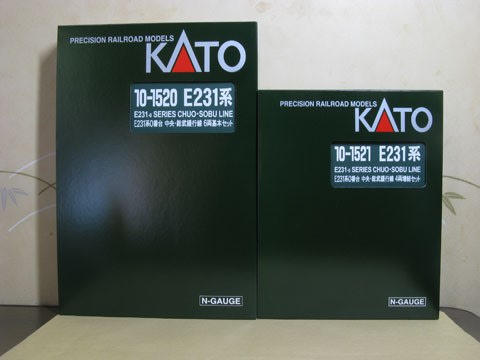 PRECISION RAILROAD MODELS
KATO
10-1520 E231系
E231-0 SERIES CHUO・SOBU LINE
E231系0番台 中央・総武緩行線 6両基本セット
N-GAUGE
PRECISION RAILROAD MODELS
KATO
10-1521 E231系
E231-0 SERIES CHUO・SOBU LINE
E231系0番台 中央・総武緩行線 4両増結セット
N-GAUGE